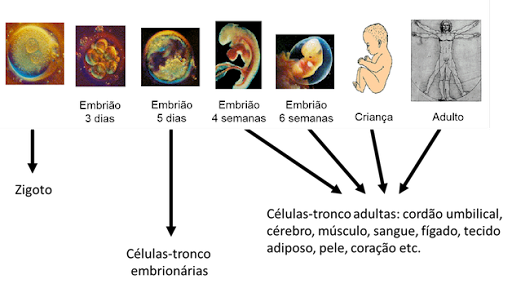 Embrião
3 dias
Embrião
5 dias
Embrião
4 semanas
Embrião
6 semanas
Criança
Adulto
Zigoto
Células-tronco
embrionárias
Células-tronco adultas: cordão umbilical,
cérebro, músculo, sangue, fígado, tecido
adiposo, pele, coração etc.